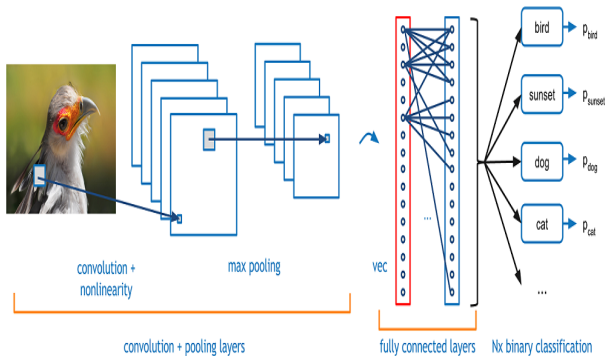 bird
p_bird
sunset
p_sunset
dog
p_dog
cat
p_cat
...
...
convolution +
nonlinearity
max pooling
vec
convolution + pooling layers
fully connected layers
Nx binary classification